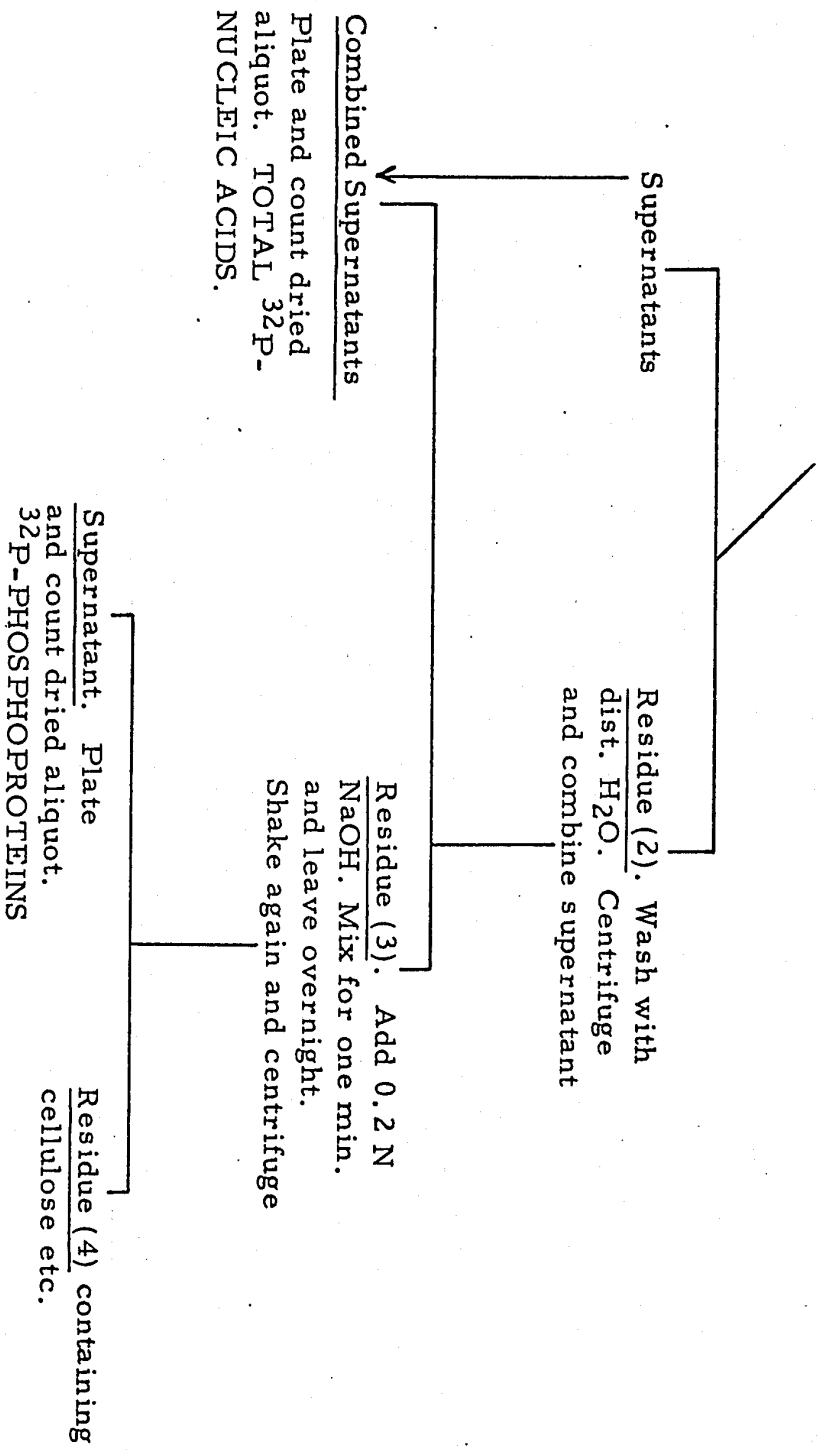 Supernatants
Residue (2). Wash with
dist. H2O. Centrifuge
and combine supernatant
Combined Supernatants
Plate and count dried
aliquot. TOTAL 32P-
NUCLEIC ACIDS.
Residue (3). Add 0.2 N
NaOH. Mix for one min.
and leave overnight.
Shake again and centrifuge
Supernatant. Plate
and count dried aliquot.
32P-PHOSPHOPROTEINS
Residue (4) containing
cellulose etc.